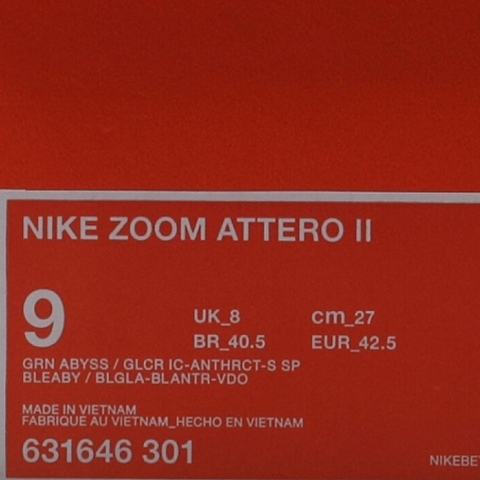 NIKE ZOOM ATTERO II
9
UK_8 cm_27
BR_40.5 EUR_42.5
GRN ABYSS / GLCR IC-ANTHRCT-S SP
BLEABY / BLGLA-BLANTR-VDO
MADE IN VIETNAM
FABRIQUE AU VIETNAM_HECHO EN VIETNAM
631646 301